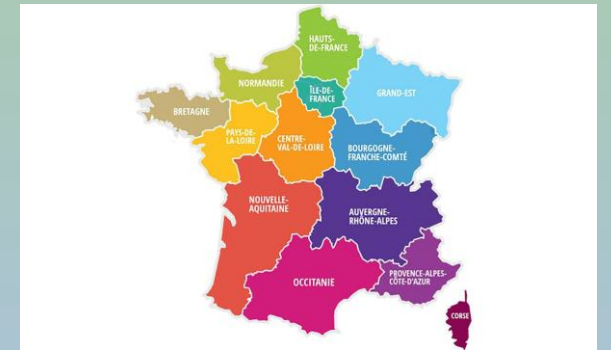 HAUTS-
DE-FRANCE
NORMANDIE
ÎLE-DE-
FRANCE
GRAND-EST
BRETAGNE
PAYS-DE-
LA-LOIRE
CENTRE-
VAL-DE-LOIRE
BOURGOGNE-
FRANCHE-COMTÉ
NOUVELLE-
AQUITAINE
AUVERGNE-
RHÔNE-ALPES
OCCITANIE
PROVENCE-ALPES-
CÔTE-D'AZUR
CORSE